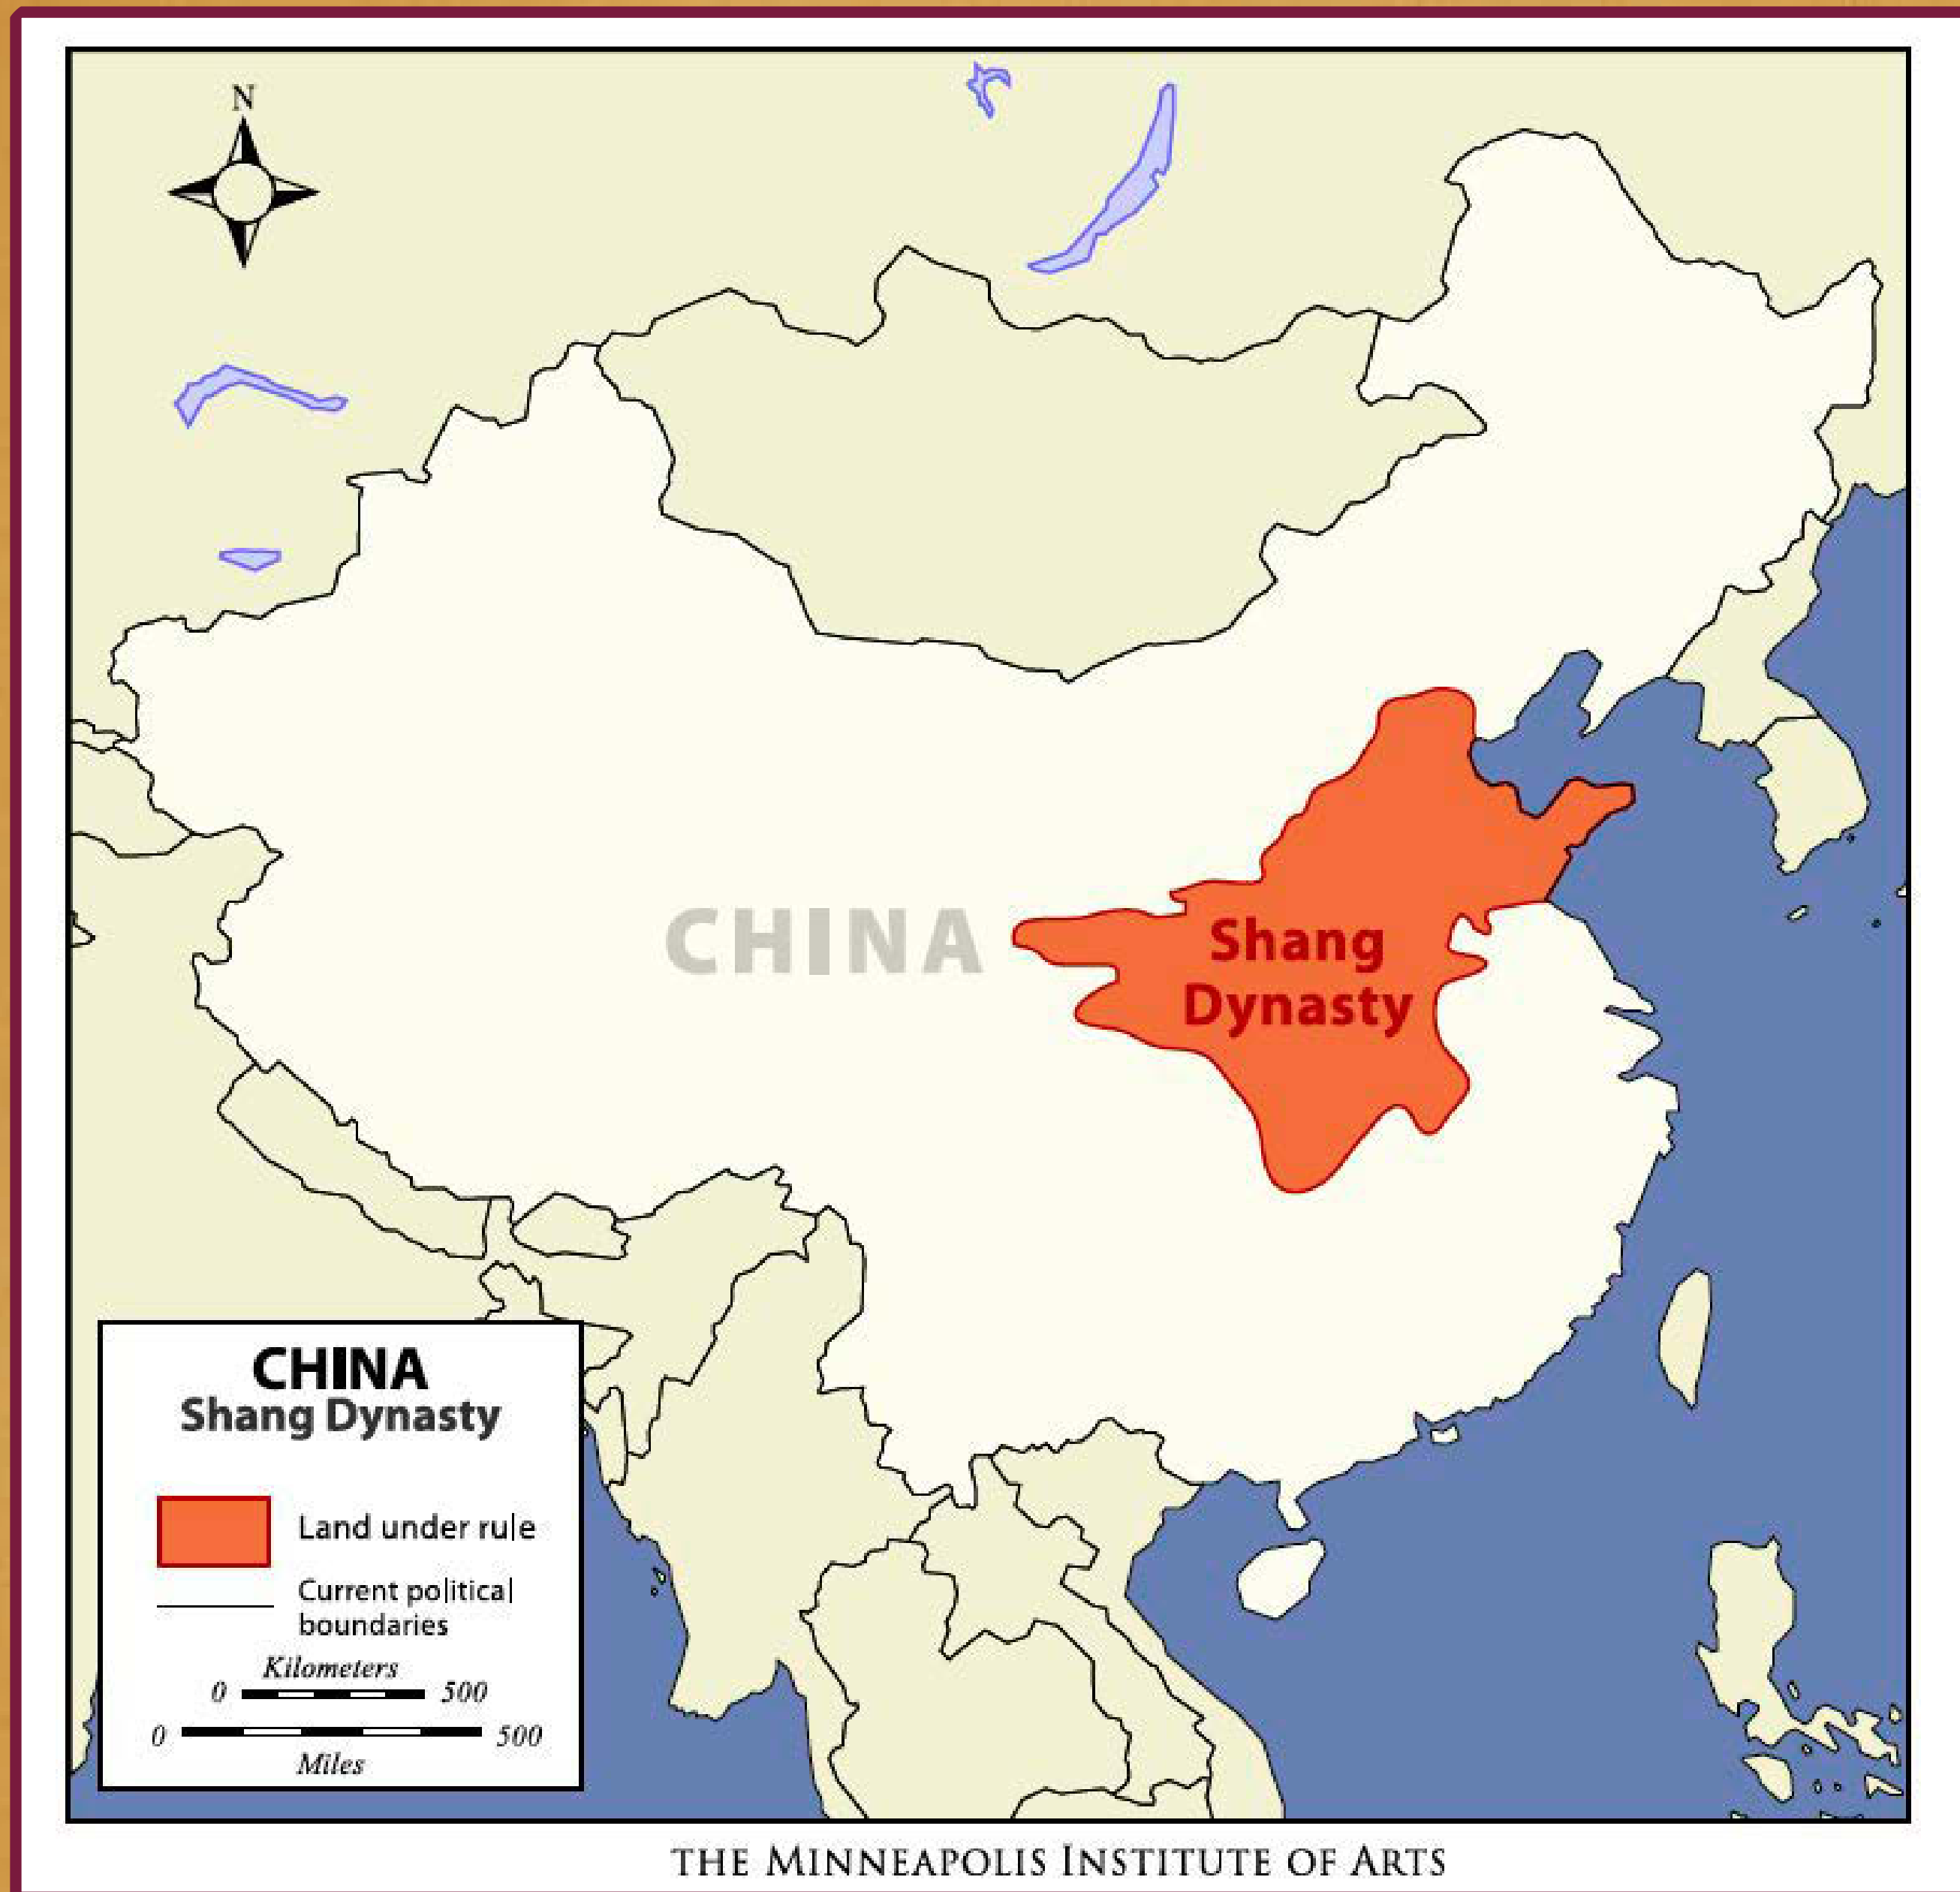 N
CHINA
Shang
Dynasty
CHINA
Shang Dynasty
Land under rule
Current political
boundaries
Kilometers
0 500
0 500
Miles
THE MINNEAPOLIS INSTITUTE OF ARTS